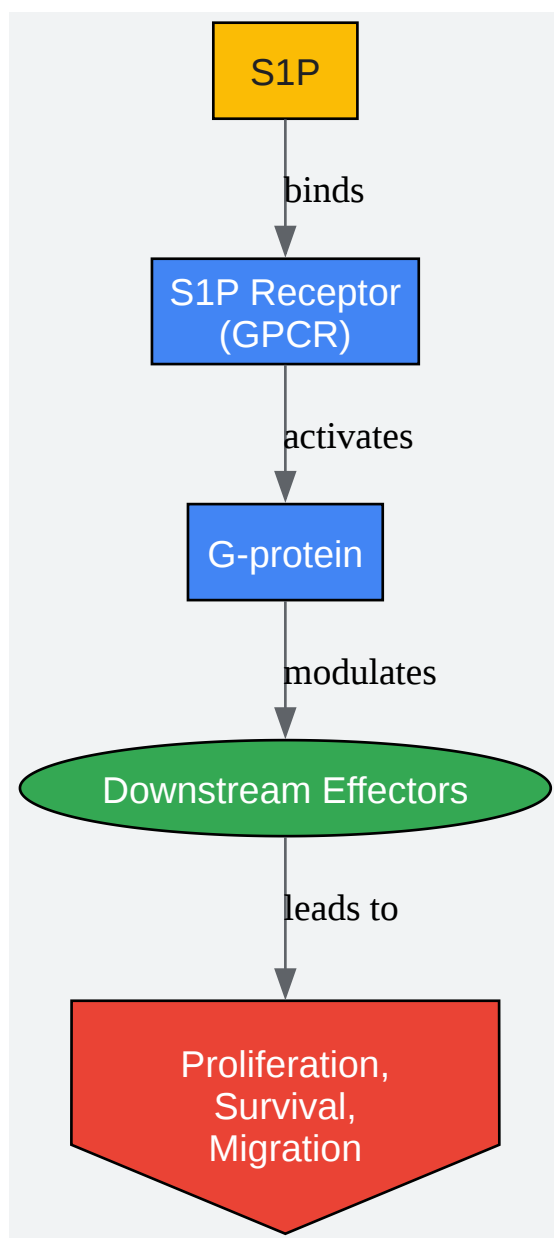 S1P
binds
S1P Receptor
(GPCR)
activates
G-protein
modulates
Downstream Effectors
leads to
Proliferation,
Survival,
Migration